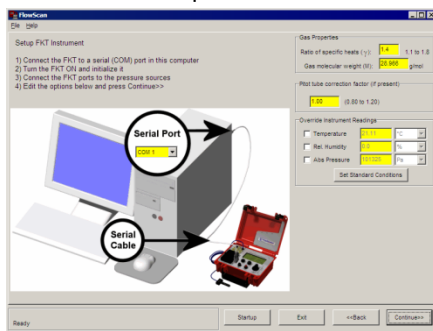 FlowScan
File Help
Setup FKT Instrument
1) Connect the FKT to a serial (COM) port in this computer
2) Turn the FKT ON and initialize it
3) Connect the FKT ports to the pressure sources
4) Edit the options below and press Continue>>
Serial Port
COM 1
Serial Cable
Gas Properties
Ratio of specific heats (γ): 1.4 1.1 to 1.8
Gas molecular weight (M): 28.966 g/mol
Pitot tube correction factor (if present)
1.00 (0.80 to 1.20)
Override Instrument Readings
Temperature 21.11 °C
Rel. Humidity 0.0 %
Abs Pressure 101325 Pa
Set Standard Conditions
Ready
Startup Exit <<Back Continue>>